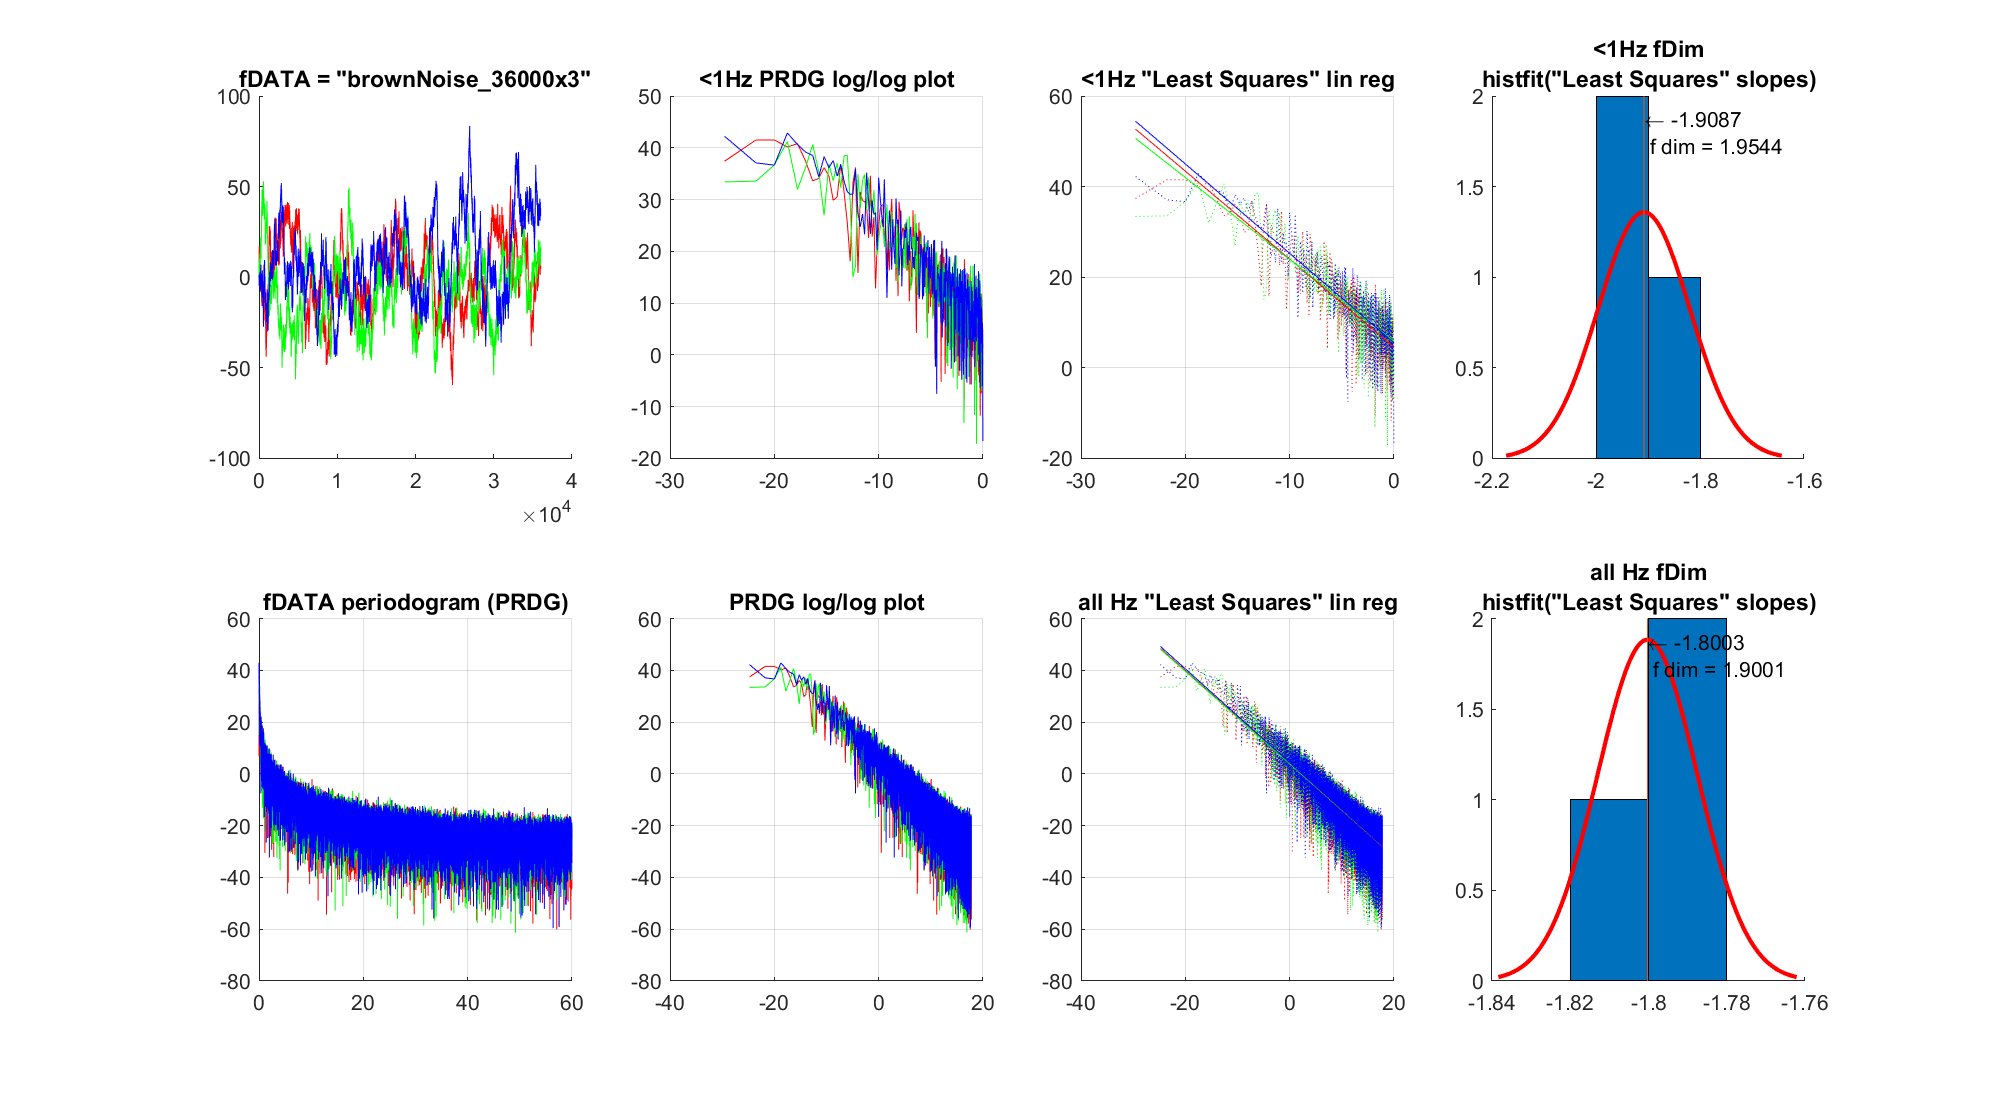 fDATA = "brownNoise_36000x3"
100
50
0
-50
-100
0 1 2 3 4
×10^4
<1Hz PRDG log/log plot
50
40
30
20
10
0
-10
-20
-30 -20 -10 0
<1Hz "Least Squares" lin reg
60
40
20
0
-20
-30 -20 -10 0
<1Hz fDim
histfit("Least Squares" slopes)
2
1.5
1
0.5
0
← -1.9087
f dim = 1.9544
-2.2 -2 -1.8 -1.6
fDATA periodogram (PRDG)
60
40
20
0
-20
-40
-60
-80
0 20 40 60
PRDG log/log plot
60
40
20
0
-20
-40
-60
-80
-40 -20 0 20
all Hz "Least Squares" lin reg
60
40
20
0
-20
-40
-60
-80
-40 -20 0 20
all Hz fDim
histfit("Least Squares" slopes)
2
1.5
1
0.5
0
← -1.8003
f dim = 1.9001
-1.84 -1.82 -1.8 -1.78 -1.76